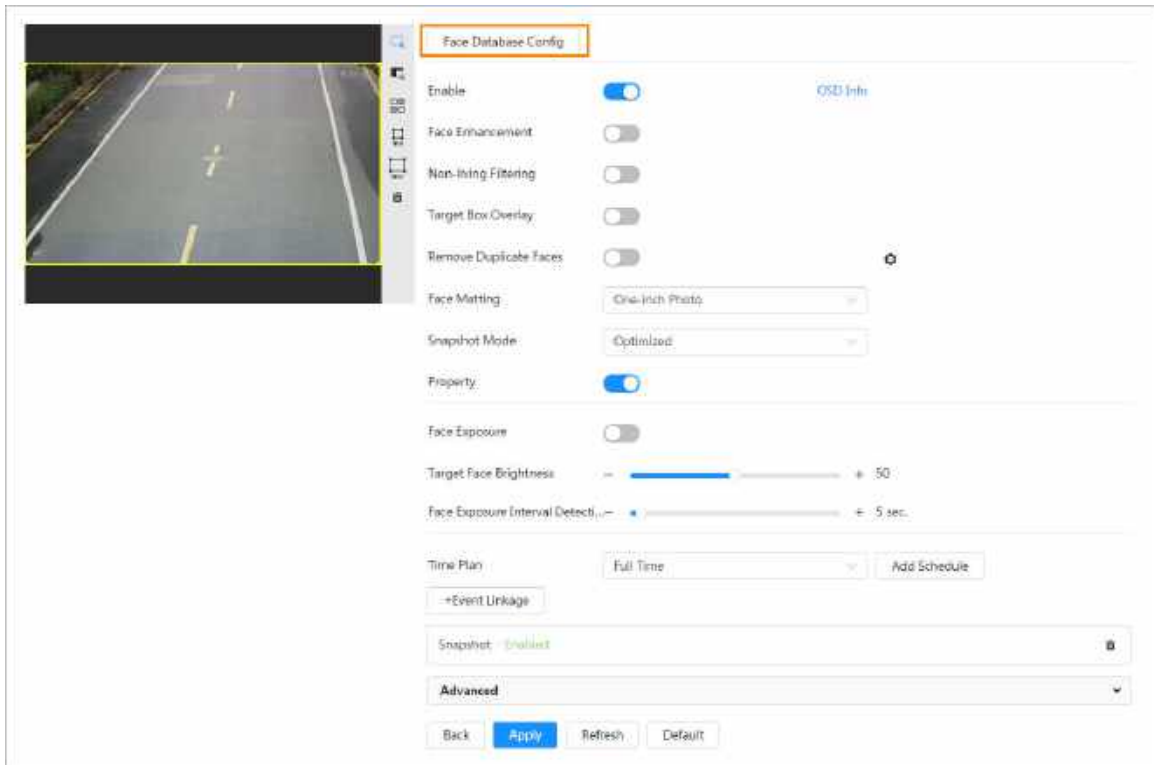 Face Database Config
Enable
OSD Info
Face Enhancement
Non-living Filtering
Target Box Overlay
Remove Duplicate Faces
Face Matting One-inch Photo
Snapshot Mode Optimized
Property
Face Exposure
Target Face Brightness − + 50
Face Exposure Interval Detecti... − + 5 sec.
Time Plan Full Time Add Schedule
+Event Linkage
Snapshot Enabled
Advanced
Back Apply Refresh Default